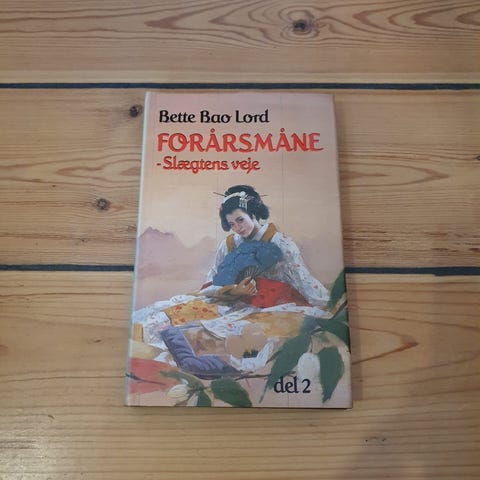 Bette Bao Lord
FORÅRSMÅNE
-Slægtens veje
del 2